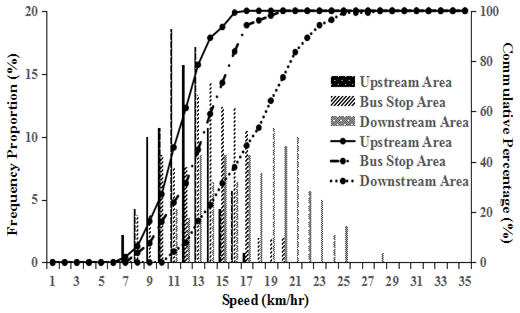 20
15
10
5
0
Frequency Proportion (%)
100
80
60
40
20
0
Cumulative Percentage (%)
Upstream Area
Bus Stop Area
Downstream Area
Upstream Area
Bus Stop Area
Downstream Area
1 3 5 7 9 11 13 15 17 19 21 23 25 27 29 31 33 35
Speed (km/hr)